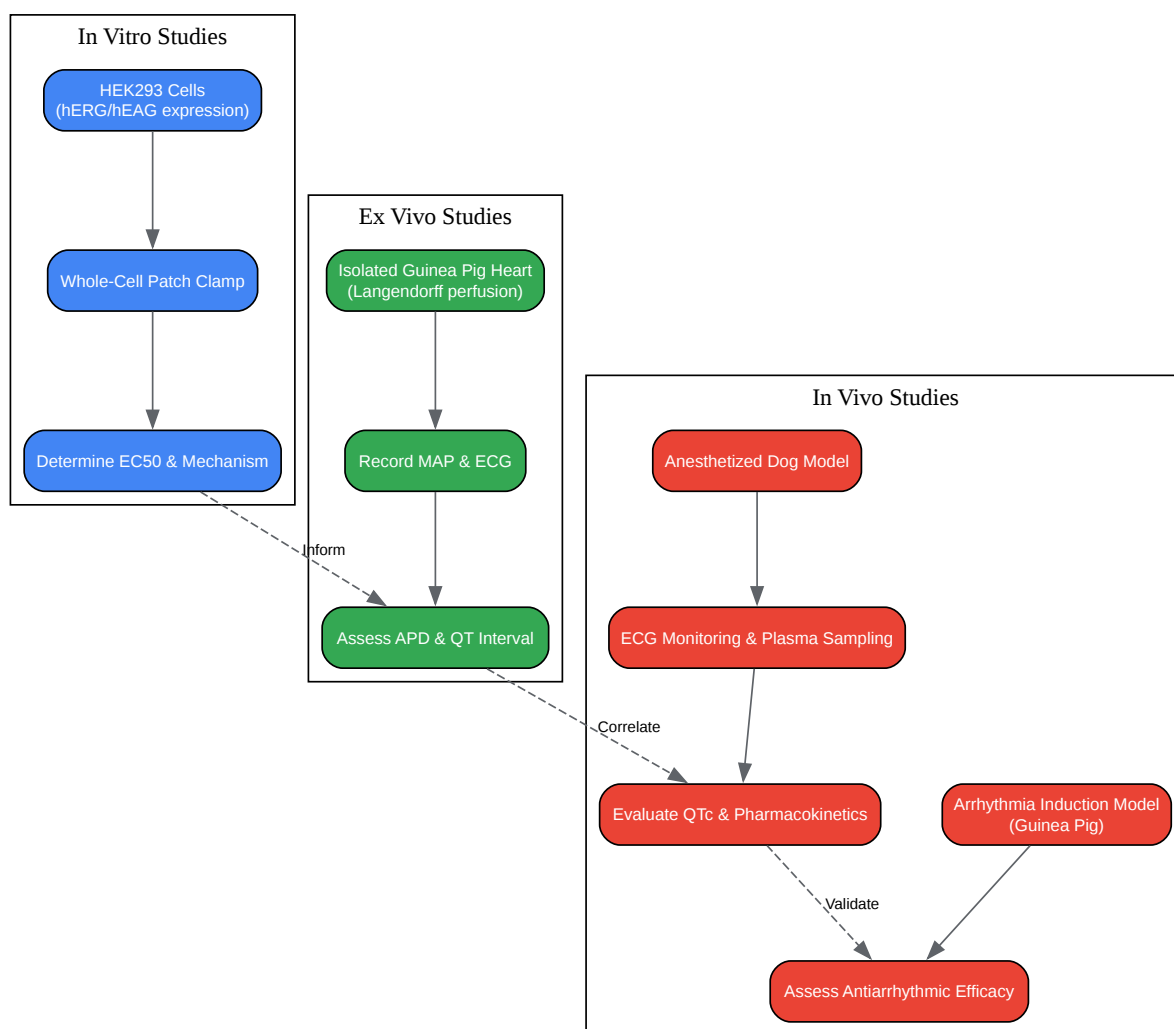 In Vitro Studies
HEK293 Cells
(hERG/hEAG expression)
Whole-Cell Patch Clamp
Determine EC50 & Mechanism
Inform
Ex Vivo Studies
Isolated Guinea Pig Heart
(Langendorff perfusion)
Record MAP & ECG
Assess APD & QT Interval
Correlate
In Vivo Studies
Anesthetized Dog Model
ECG Monitoring & Plasma Sampling
Evaluate QTc & Pharmacokinetics
Arrhythmia Induction Model
(Guinea Pig)
Validate
Assess Antiarrhythmic Efficacy